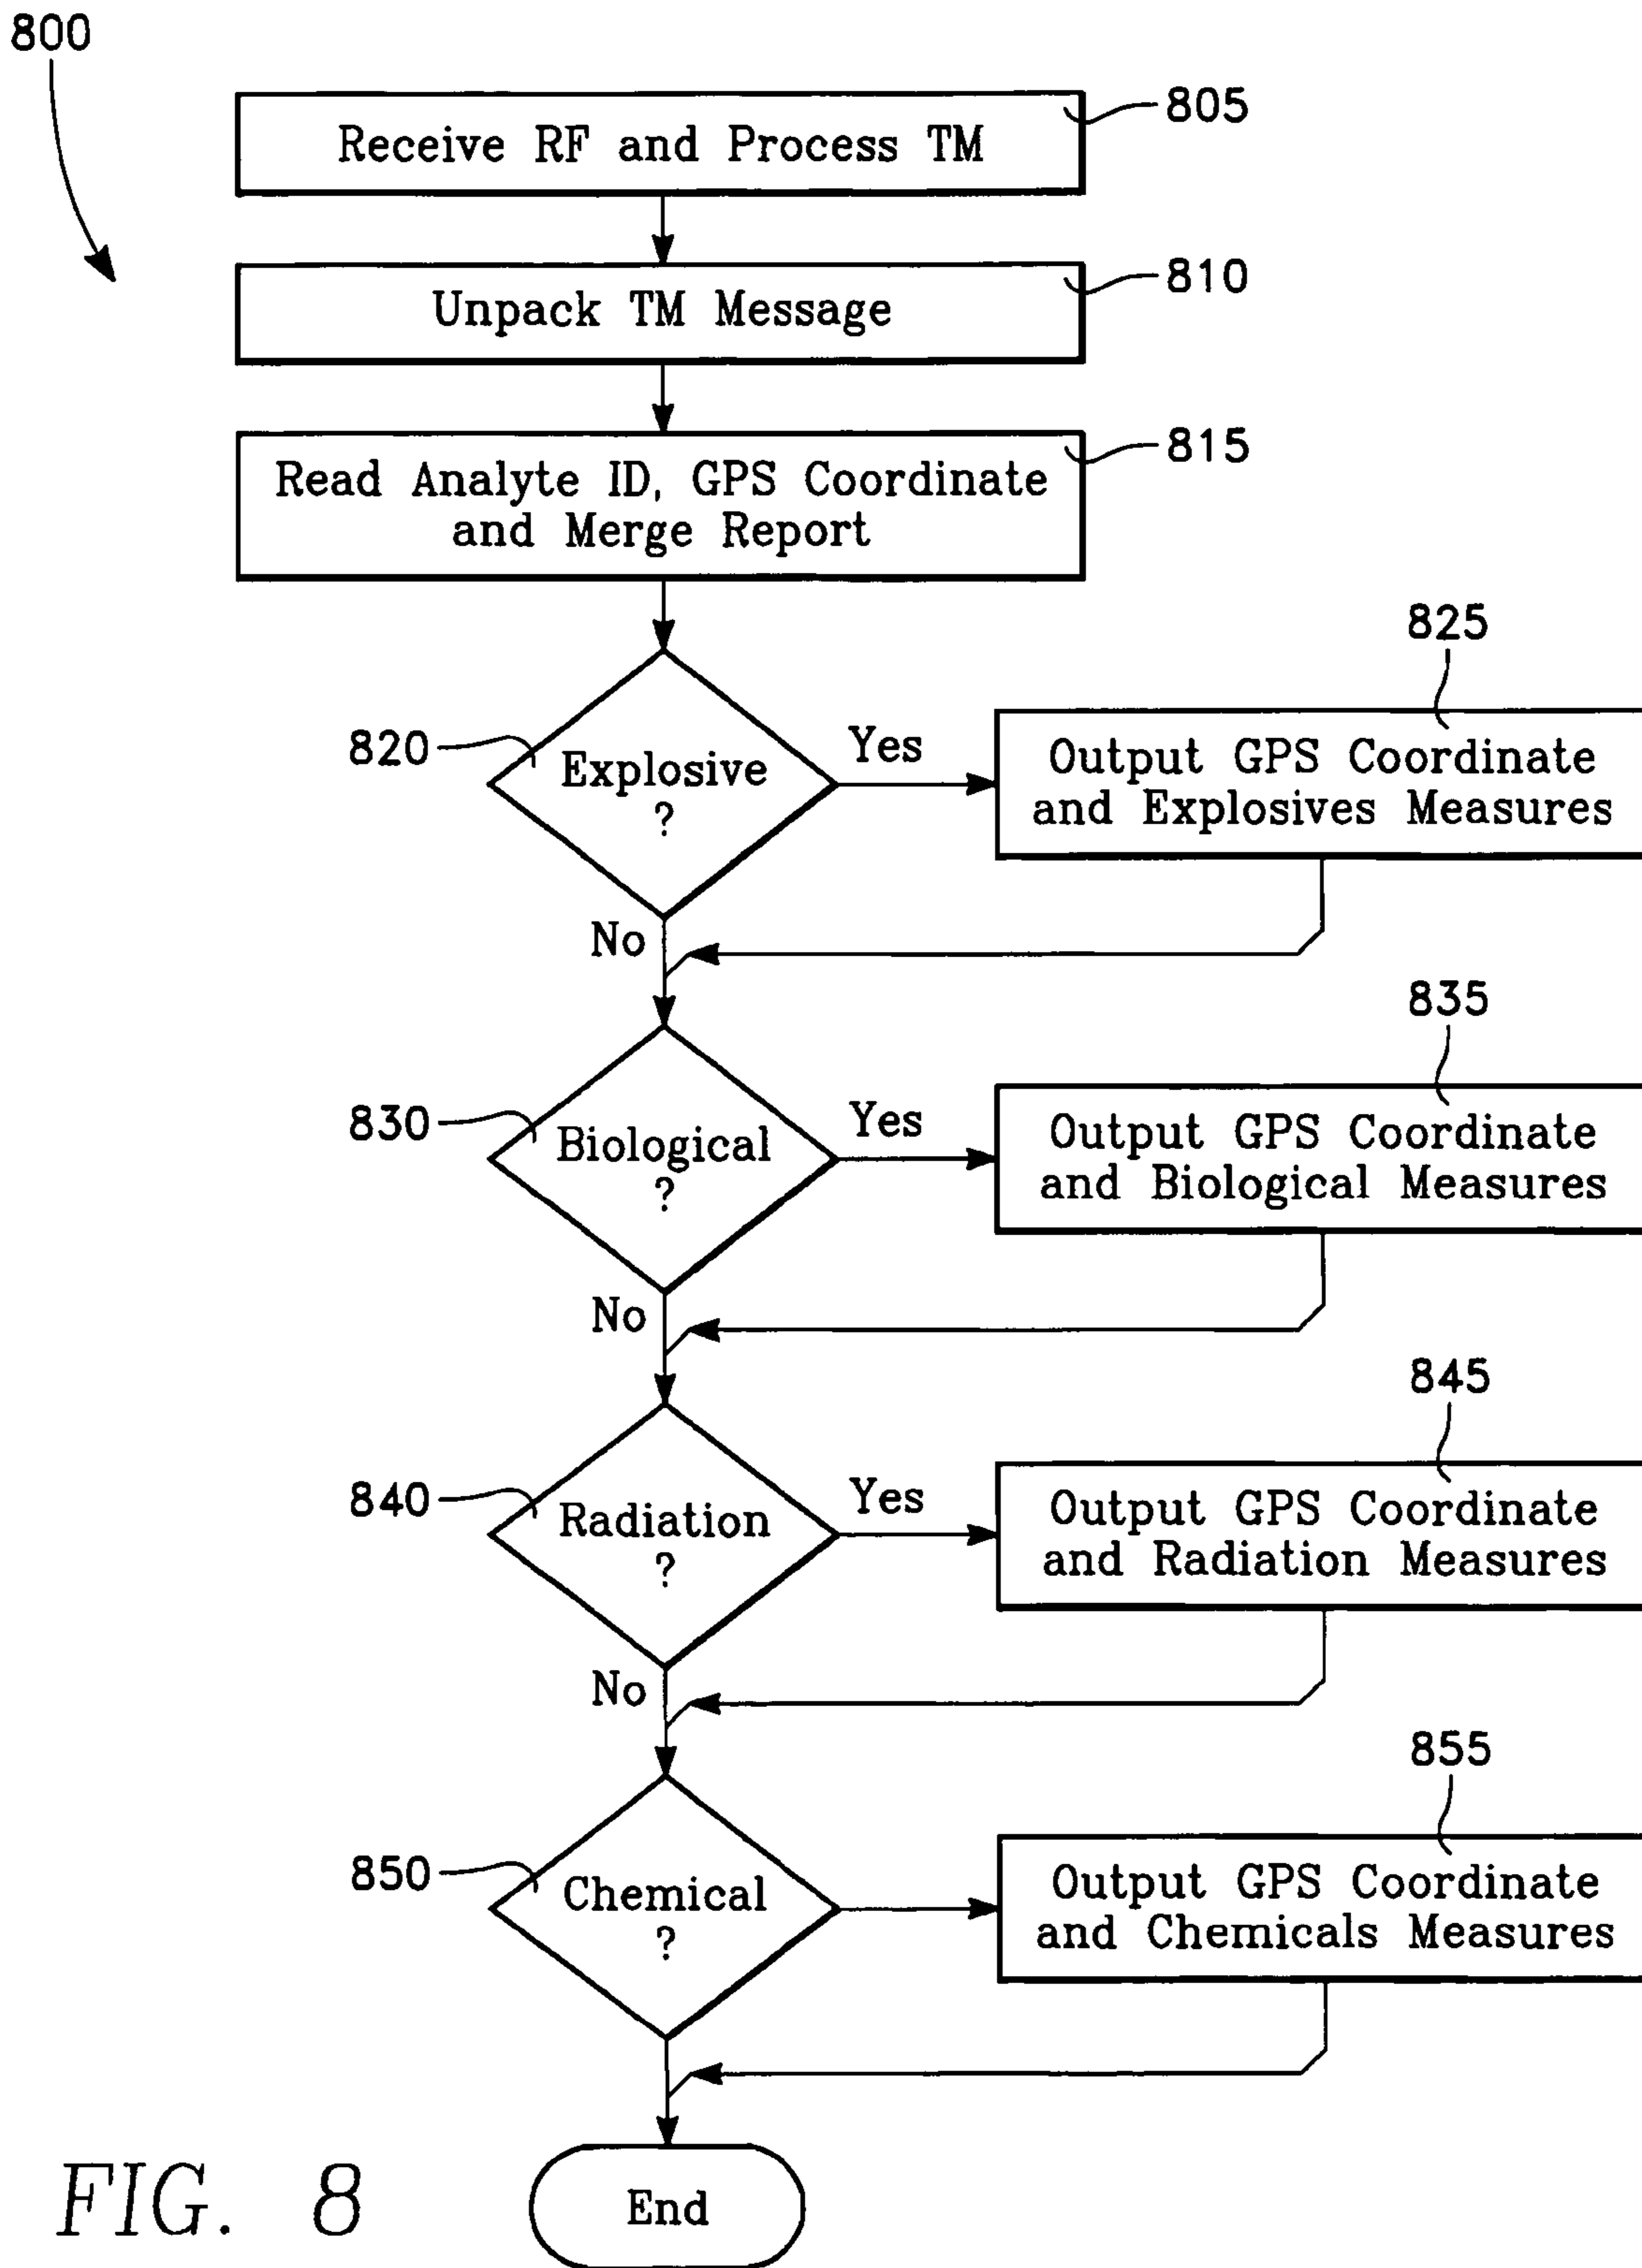 800
805
Receive RF and Process TM
810
Unpack TM Message
815
Read Analyte ID, GPS Coordinate
and Merge Report
825
820
Explosive
?
Yes
Output GPS Coordinate
and Explosives Measures
No
835
830
Biological
?
Yes
Output GPS Coordinate
and Biological Measures
No
845
840
Radiation
?
Yes
Output GPS Coordinate
and Radiation Measures
No
855
850
Chemical
?
Output GPS Coordinate
and Chemicals Measures
End
FIG. 8